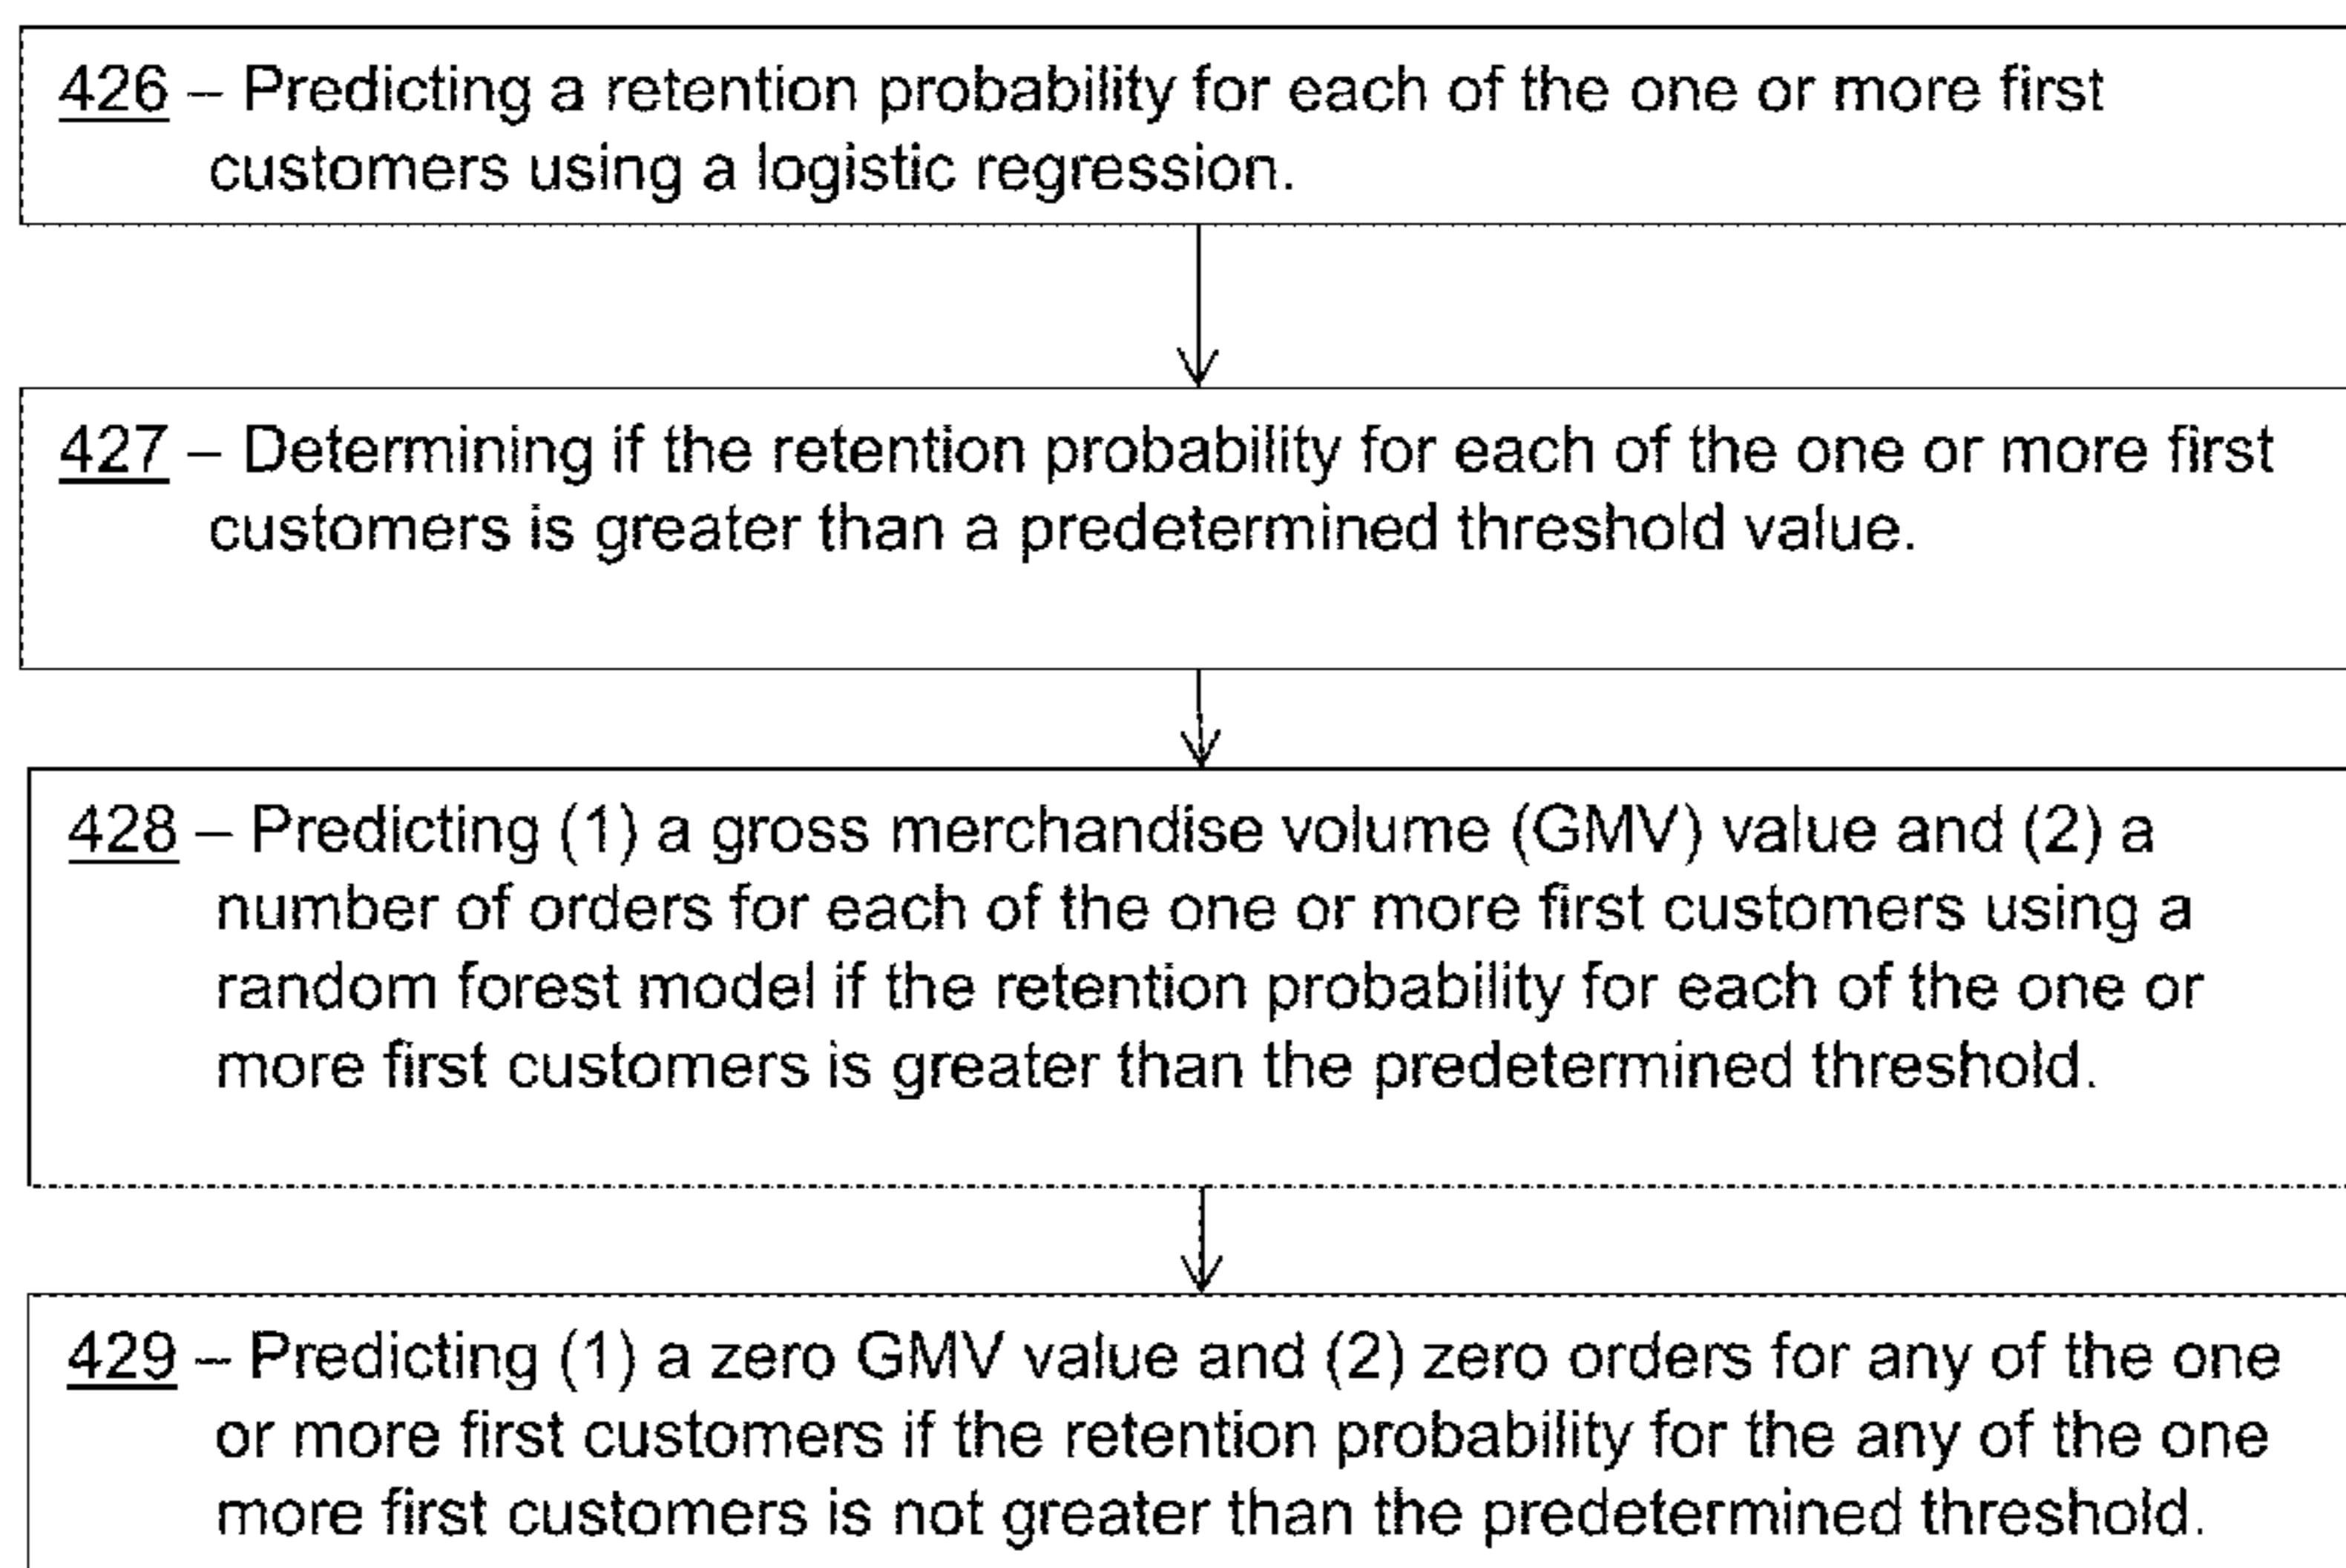 426 – Predicting a retention probability for each of the one or more first
customers using a logistic regression.
427 – Determining if the retention probability for each of the one or more first
customers is greater than a predetermined threshold value.
428 – Predicting (1) a gross merchandise volume (GMV) value and (2) a
number of orders for each of the one or more first customers using a
random forest model if the retention probability for each of the one or
more first customers is greater than the predetermined threshold.
429 – Predicting (1) a zero GMV value and (2) zero orders for any of the one
or more first customers if the retention probability for the any of the one
more first customers is not greater than the predetermined threshold.